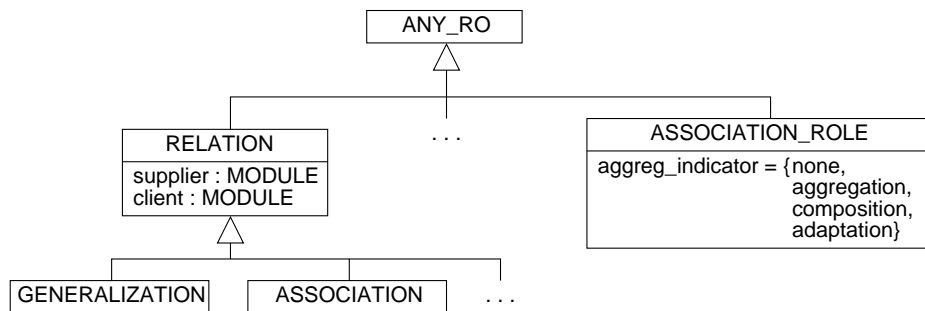 ANY_RO
RELATION
supplier : MODULE
client : MODULE
. . .
ASSOCIATION_ROLE
aggreg_indicator = {none,
aggregation,
composition,
adaptation}
GENERALIZATION
ASSOCIATION
. . .